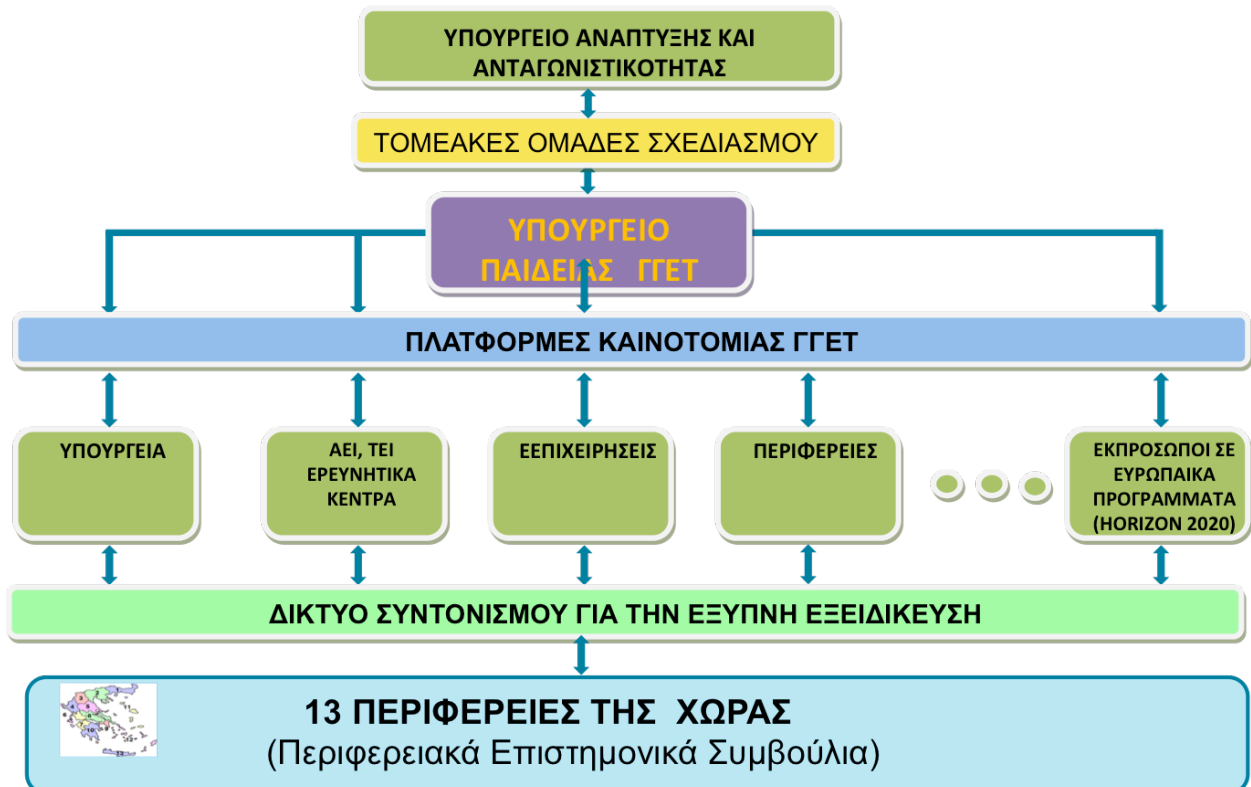 ΥΠΟΥΡΓΕΙΟ ΑΝΑΠΤΥΞΗΣ ΚΑΙ
ΑΝΤΑΓΩΝΙΣΤΙΚΟΤΗΤΑΣ
ΤΟΜΕΑΚΕΣ ΟΜΑΔΕΣ ΣΧΕΔΙΑΣΜΟΥ
ΥΠΟΥΡΓΕΙΟ
ΠΑΙΔΕΙΑΣ ΓΓΕΤ
ΠΛΑΤΦΟΡΜΕΣ ΚΑΙΝΟΤΟΜΙΑΣ ΓΓΕΤ
ΥΠΟΥΡΓΕΙΑ
ΑΕΙ, ΤΕΙ
ΕΡΕΥΝΗΤΙΚΑ
ΚΕΝΤΡΑ
ΕΕΠΙΧΕΙΡΗΣΕΙΣ
ΠΕΡΙΦΕΡΕΙΕΣ
ΕΚΠΡΟΣΩΠΟΙ ΣΕ
ΕΥΡΩΠΑΙΚΑ
ΠΡΟΓΡΑΜΜΑΤΑ
(HORIZON 2020)
ΔΙΚΤΥΟ ΣΥΝΤΟΝΙΣΜΟΥ ΓΙΑ ΤΗΝ ΕΞΥΠΝΗ ΕΞΕΙΔΙΚΕΥΣΗ
13 ΠΕΡΙΦΕΡΕΙΕΣ ΤΗΣ ΧΩΡΑΣ
(Περιφερειακά Επιστημονικά Συμβούλια)